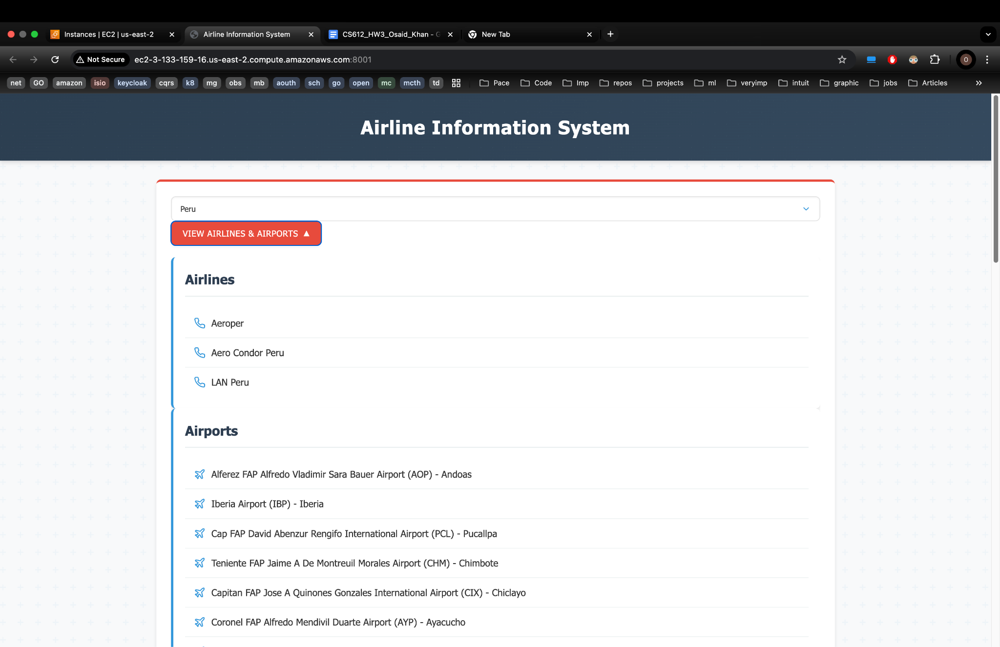 Instances | EC2 | us-east-2
Airline Information System
CS612_HW3_Osaid_Khan - G
New Tab
Not Secure
ec2-3-133-159-16.us-east-2.compute.amazonaws.com:8001
O
net GO amazon isio keycloak cqrs k8 mg obs mb aouth sch go open mc mcth td Pace Code Imp repos projects ml veryimp intuit graphic jobs Articles
Airline Information System
Peru
VIEW AIRLINES & AIRPORTS ▲
Airlines
Aeroper
Aero Condor Peru
LAN Peru
Airports
Alferez FAP Alfredo Vladimir Sara Bauer Airport (AOP) - Andoas
Iberia Airport (IBP) - Iberia
Cap FAP David Abenzur Rengifo International Airport (PCL) - Pucallpa
Teniente FAP Jaime A De Montreuil Morales Airport (CHM) - Chimbote
Capitan FAP Jose A Quinones Gonzales International Airport (CIX) - Chiclayo
Coronel FAP Alfredo Mendivil Duarte Airport (AYP) - Ayacucho